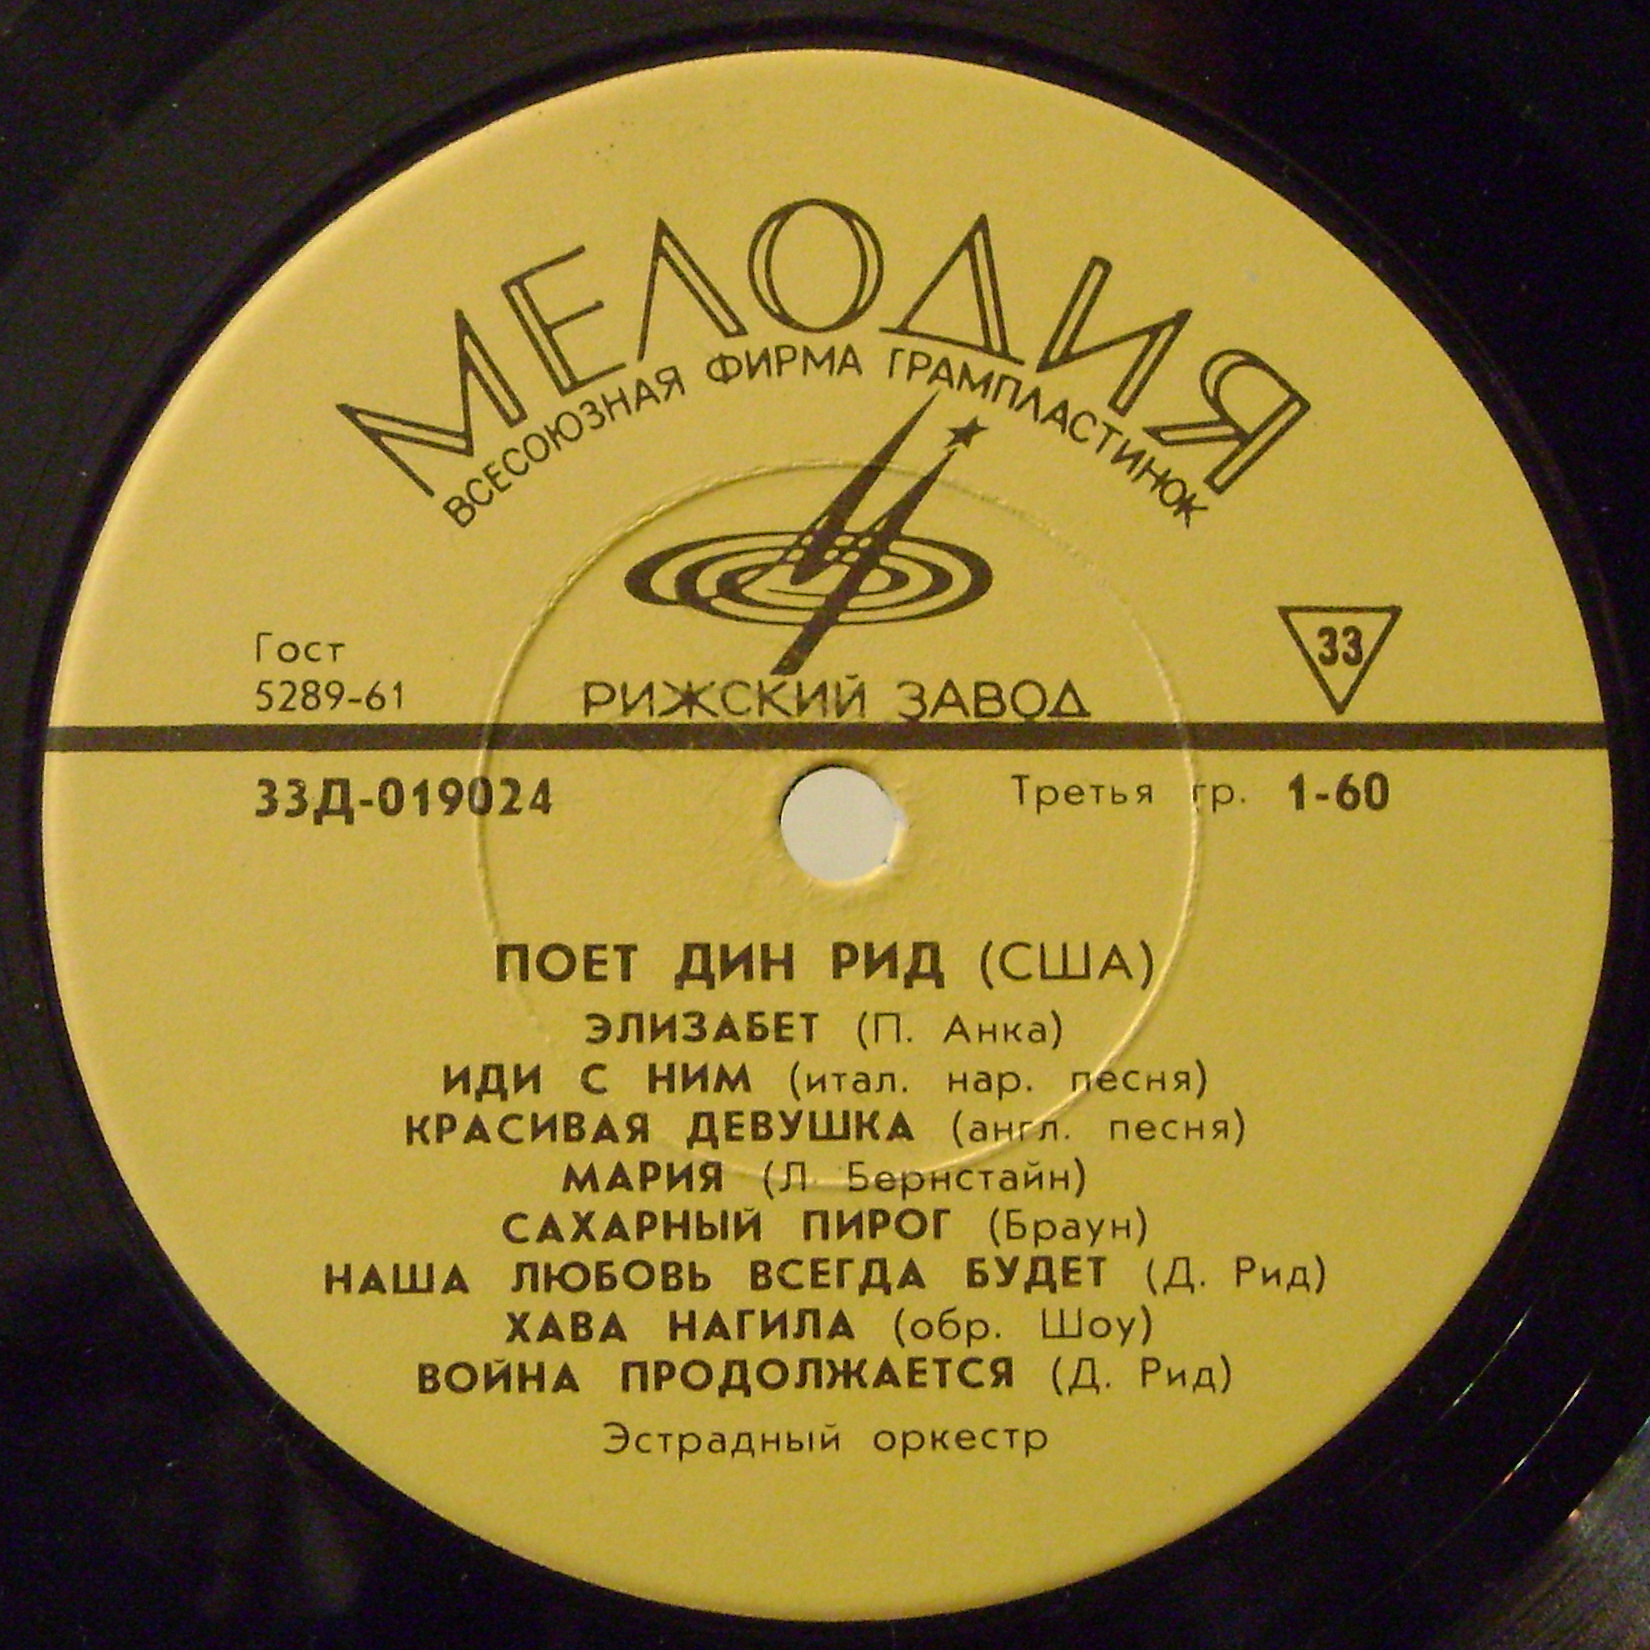 МЕЛОДИЯ
ВСЕСОЮЗНАЯ ФИРМА ГРАМПЛАСТИНОК
Гост
5289-61
РИЖСКИЙ ЗАВОД
33
33Д-019024
Третья гр. 1-60
ПОЕТ ДИН РИД (США)
ЭЛИЗАБЕТ (П. Анка)
ИДИ С НИМ (итал. нар. песня)
КРАСИВАЯ ДЕВУШКА (англ. песня)
МАРИЯ (Л. Бернстайн)
САХАРНЫЙ ПИРОГ (Браун)
НАША ЛЮБОВЬ ВСЕГДА БУДЕТ (Д. Рид)
ХАВА НАГИЛА (обр. Шоу)
ВОЙНА ПРОДОЛЖАЕТСЯ (Д. Рид)
Эстрадный оркестр